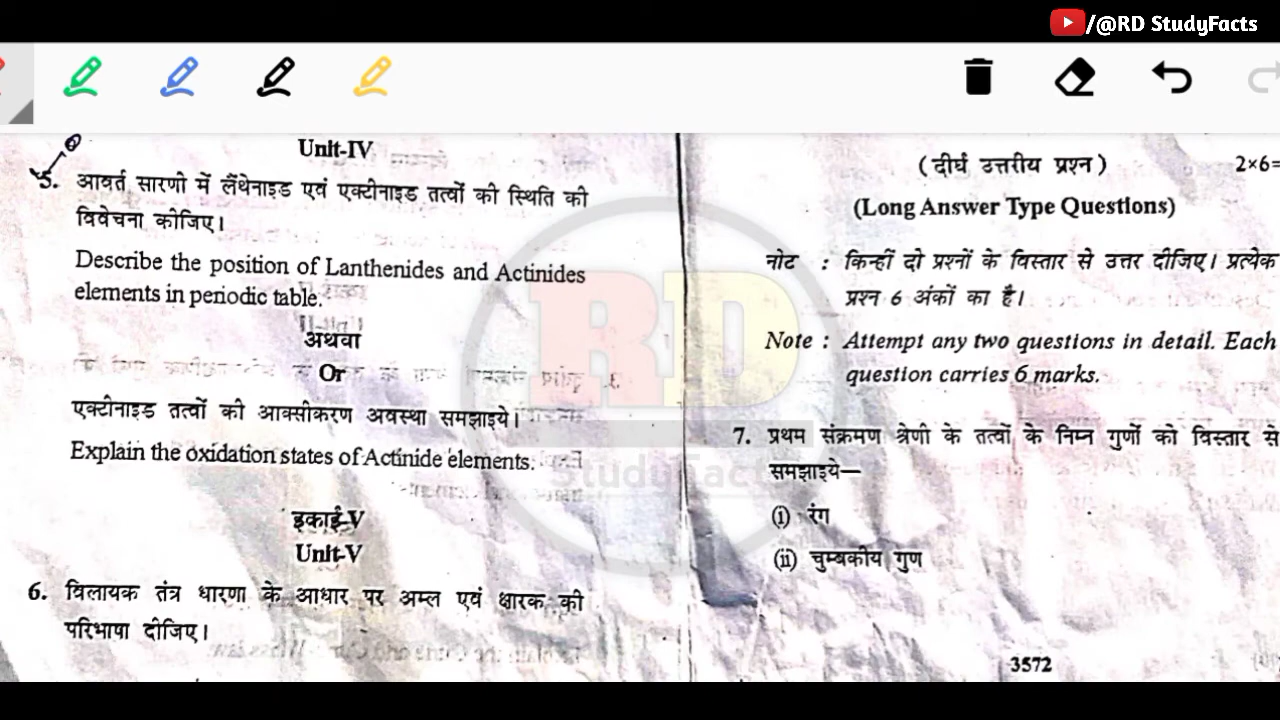 /@RD StudyFacts
Unit-IV
5. आवर्त सारणी में लैंथेनाइड एवं एक्टीनाइड तत्वों की स्थिति की
विवेचना कीजिए।
Describe the position of Lanthenides and Actinides
elements in periodic table.
अथवा
Or
एक्टीनाइड तत्वों की आक्सीकरण अवस्था समझाइये।
Explain the oxidation states of Actinide elements.
इकाई-V
Unit-V
6. विलायक तंत्र धारणा के आधार पर अम्ल एवं क्षारक की
परिभाषा दीजिए।
(दीर्घ उत्तरीय प्रश्न) 2×6=
(Long Answer Type Questions)
नोट : किन्हीं दो प्रश्नों के विस्तार से उत्तर दीजिए। प्रत्येक
प्रश्न 6 अंकों का है।
Note : Attempt any two questions in detail. Each
question carries 6 marks.
7. प्रथम संक्रमण श्रेणी के तत्वों के निम्न गुणों को विस्तार से
समझाइये—
(i) रंग
(ii) चुम्बकीय गुण
3572
RD
StudyFacts